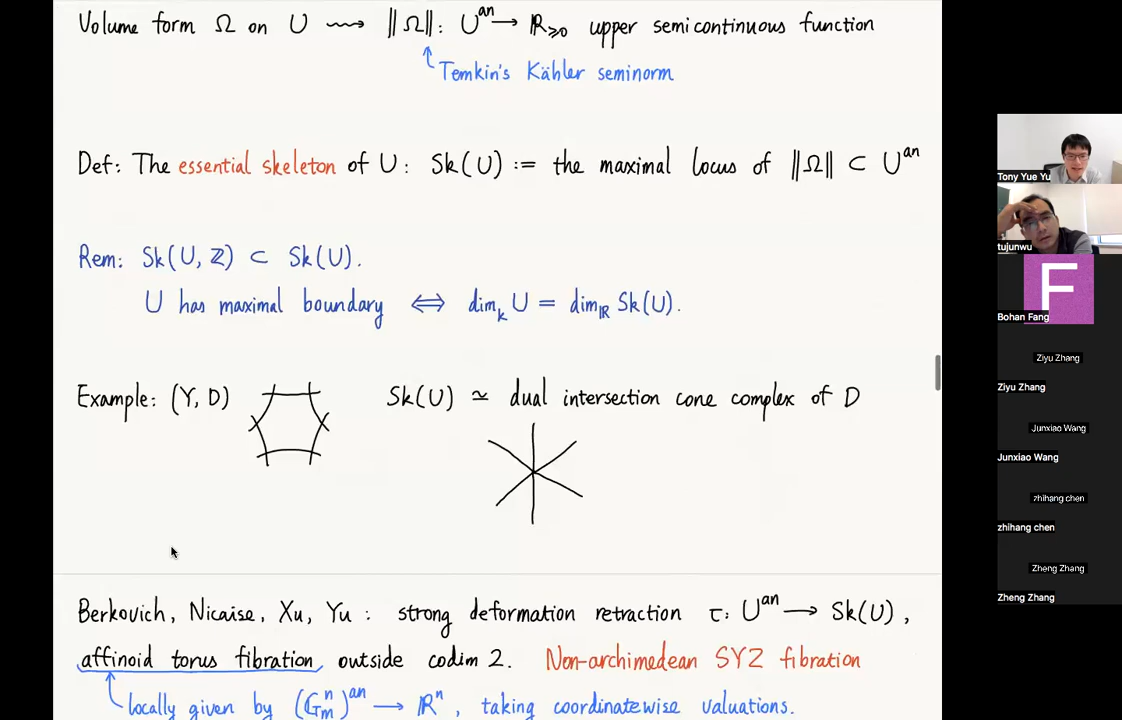 Volume form Ω on U ⟿ ‖Ω‖: U^an → ℝ≥0 upper semicontinuous function
Temkin's Kähler seminorm
Def: The essential skeleton of U: Sk(U) := the maximal locus of ‖Ω‖ ⊂ U^an
Rem: Sk(U, ℤ) ⊂ Sk(U).
U has maximal boundary ⟺ dim_k U = dim_ℝ Sk(U).
Example: (Y, D) Sk(U) ≃ dual intersection cone complex of D
Berkovich, Nicaise, Xu, Yu: strong deformation retraction τ: U^an → Sk(U),
affinoid torus fibration outside codim 2. Non-archimedean SYZ fibration
locally given by (G_m^n)^an → ℝ^n, taking coordinatewise valuations.
Tony Yue Yu
tujunwu
F
Bohan Fang
Ziyu Zhang
Ziyu Zhang
Junxiao Wang
Junxiao Wang
zhihang chen
zhihang chen
Zheng Zhang
Zheng Zhang